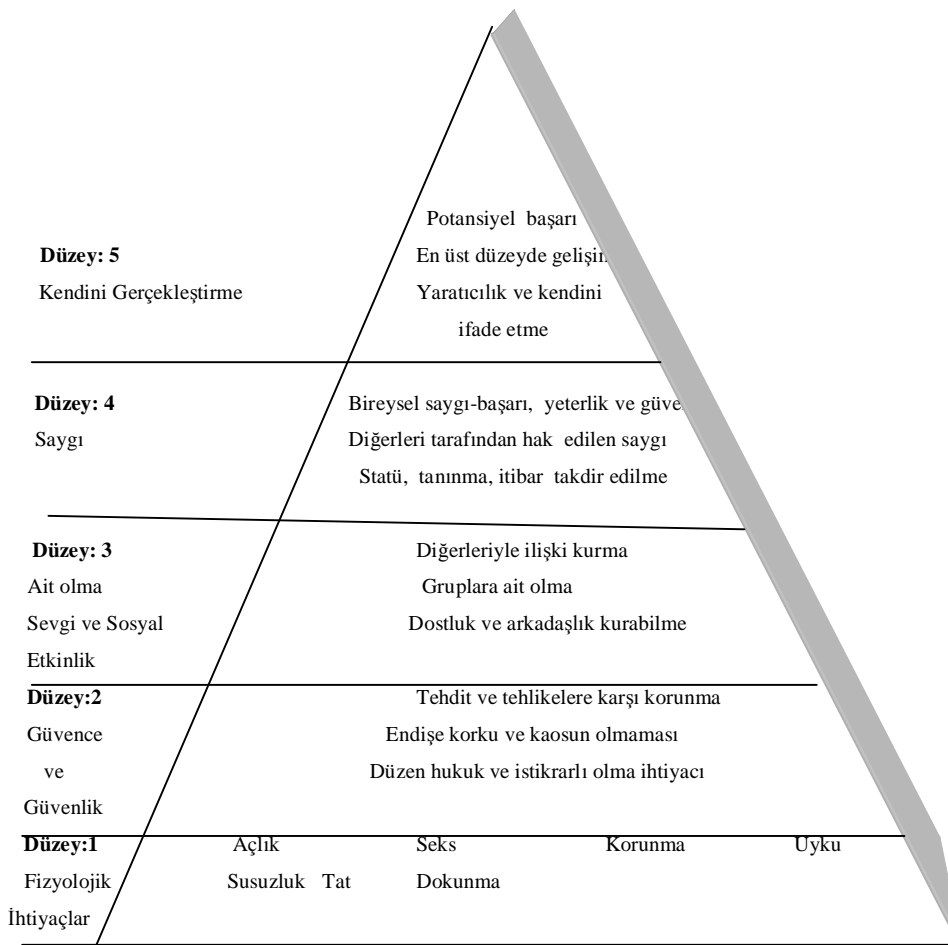 Potansiyel başarı
Düzey: 5 En üst düzeyde gelişim
Kendini Gerçekleştirme Yaratıcılık ve kendini
ifade etme
Düzey: 4 Bireysel saygı-başarı, yeterlik ve güve
Saygı Diğerleri tarafından hak edilen saygı
Statü, tanınma, itibar takdir edilme
Düzey: 3 Diğerleriyle ilişki kurma
Ait olma Gruplara ait olma
Sevgi ve Sosyal Dostluk ve arkadaşlık kurabilme
Etkinlik
Düzey:2 Tehdit ve tehlikelere karşı korunma
Güvence Endişe korku ve kaosun olmaması
ve Düzen hukuk ve istikrarlı olma ihtiyacı
Güvenlik
Düzey:1 Açlık Seks Korunma Uyku
Fizyolojik Susuzluk Tat Dokunma
İhtiyaçlar